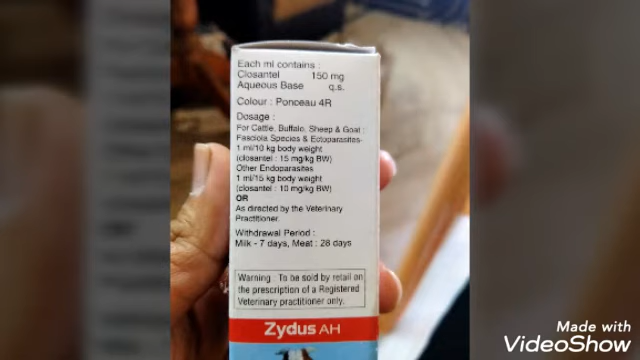 Each ml contains :
Closantel 150 mg
Aqueous Base q.s.
Colour : Ponceau 4R
Dosage :
For Cattle, Buffalo, Sheep & Goat :
Fasciola Species & Ectoparasites-
1 ml/10 kg body weight
(closantel : 15 mg/kg BW)
Other Endoparasites
1 ml/15 kg body weight
(closantel : 10 mg/kg BW)
OR
As directed by the Veterinary
Practitioner.
Withdrawal Period :
Milk - 7 days, Meat : 28 days
Warning : To be sold by retail on
the prescription of a Registered
Veterinary practitioner only.
Zydus AH
Made with
VideoShow